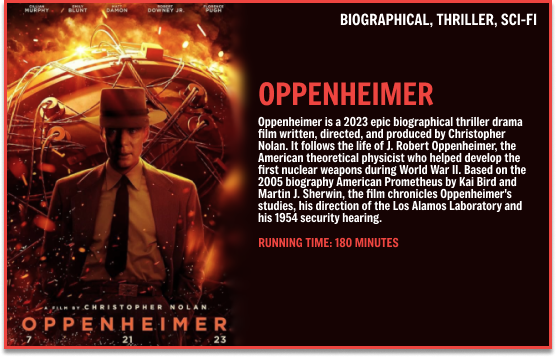 CILLIAN MURPHY EMILY BLUNT MATT DAMON ROBERT DOWNEY JR. FLORENCE PUGH
BIOGRAPHICAL, THRILLER, SCI-FI
OPPENHEIMER
Oppenheimer is a 2023 epic biographical thriller drama
film written, directed, and produced by Christopher
Nolan. It follows the life of J. Robert Oppenheimer, the
American theoretical physicist who helped develop the
first nuclear weapons during World War II. Based on the
2005 biography American Prometheus by Kai Bird and
Martin J. Sherwin, the film chronicles Oppenheimer's
studies, his direction of the Los Alamos Laboratory and
his 1954 security hearing.
RUNNING TIME: 180 MINUTES
A FILM BY CHRISTOPHER NOLAN
OPPENHEIMER
7 21 23